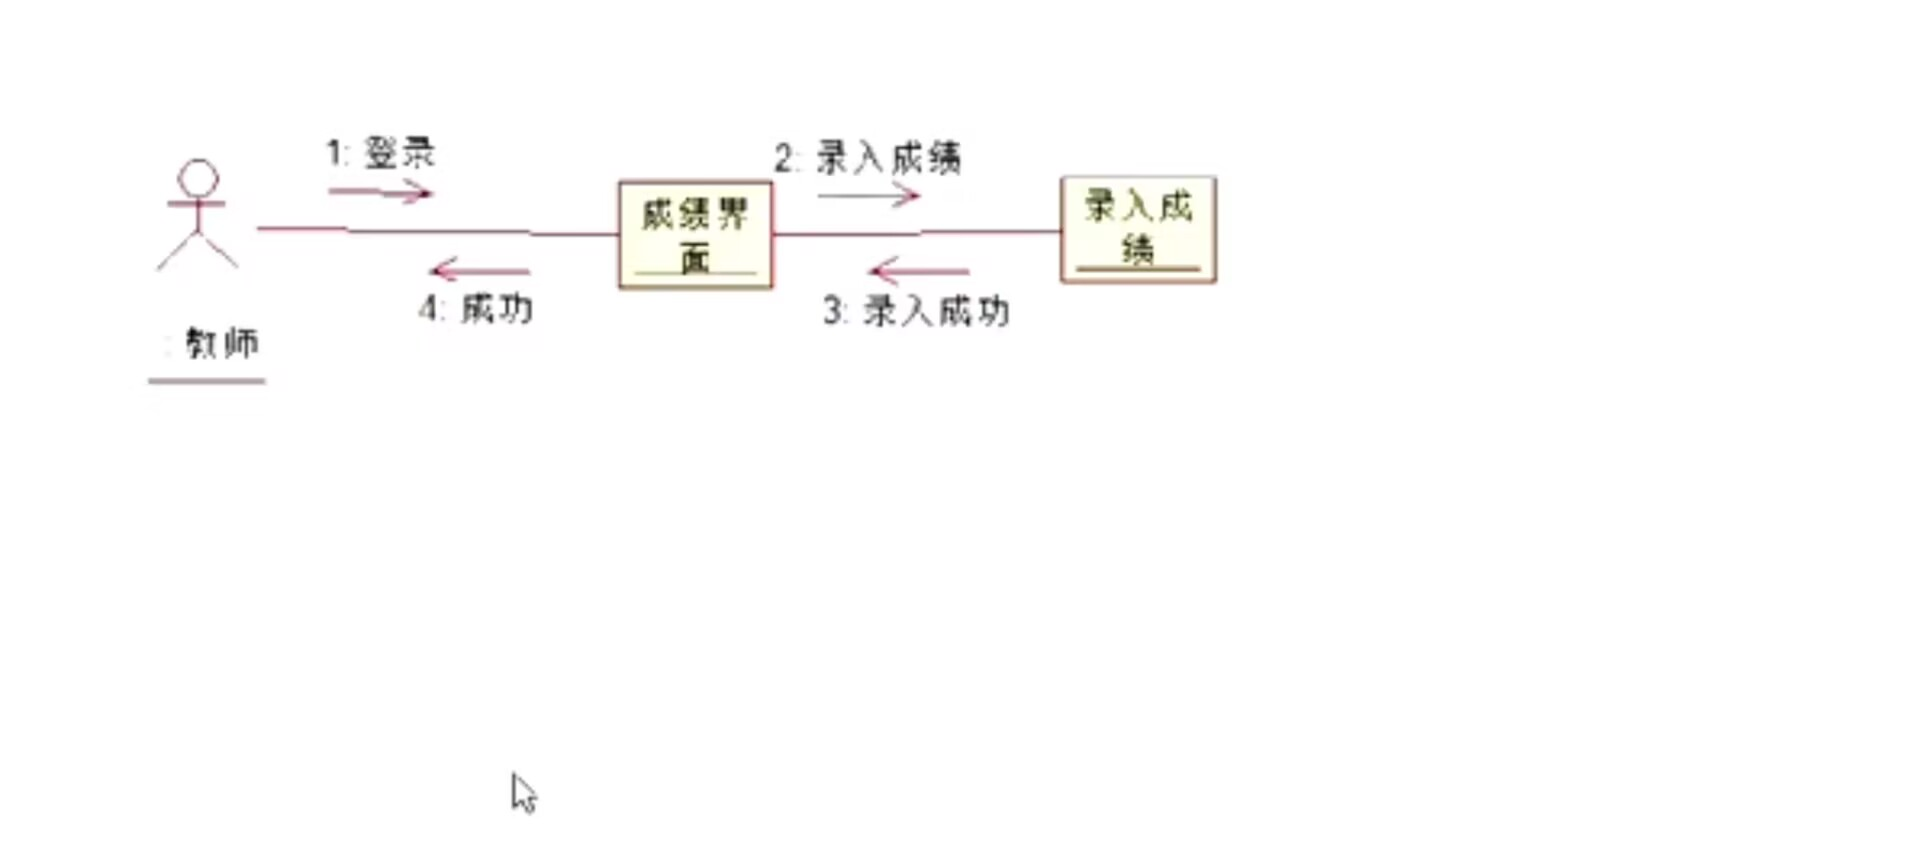 1: 登录
2: 录入成绩
成绩界
面
录入成
绩
4: 成功
3: 录入成功
: 教师